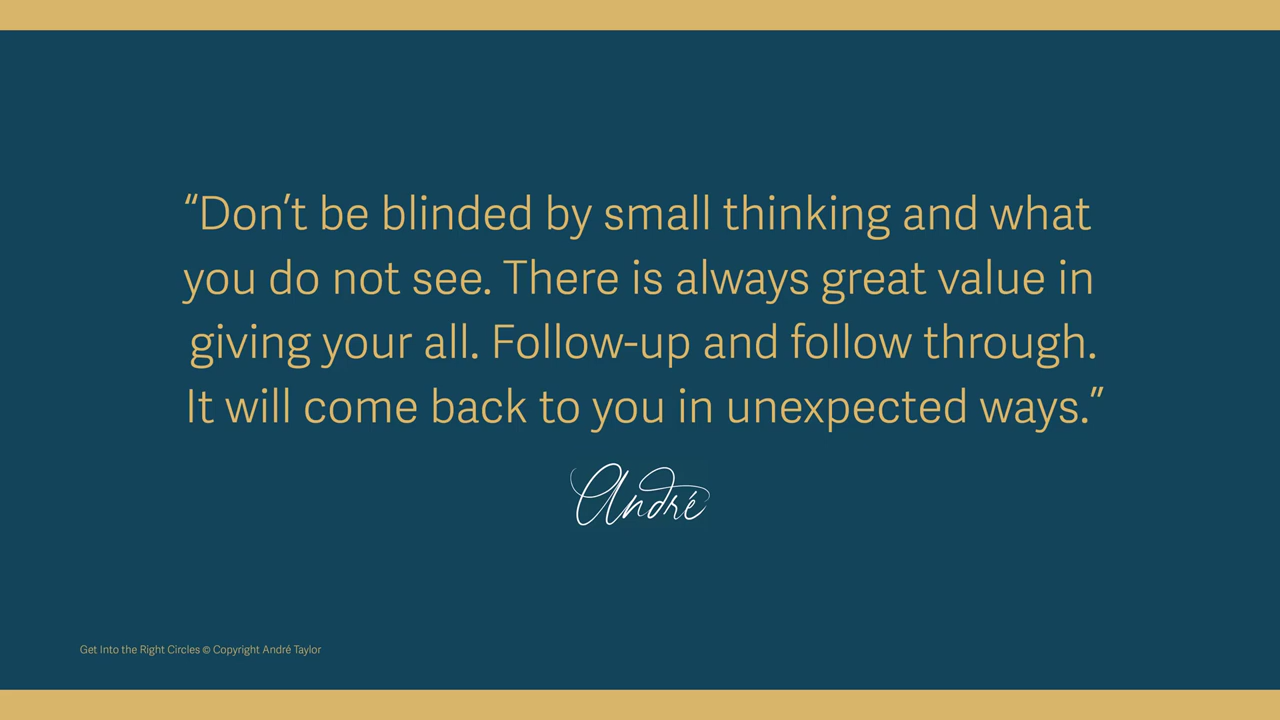 “Don’t be blinded by small thinking and what
you do not see. There is always great value in
giving your all. Follow-up and follow through.
It will come back to you in unexpected ways.”
André
Get Into the Right Circles © Copyright André Taylor